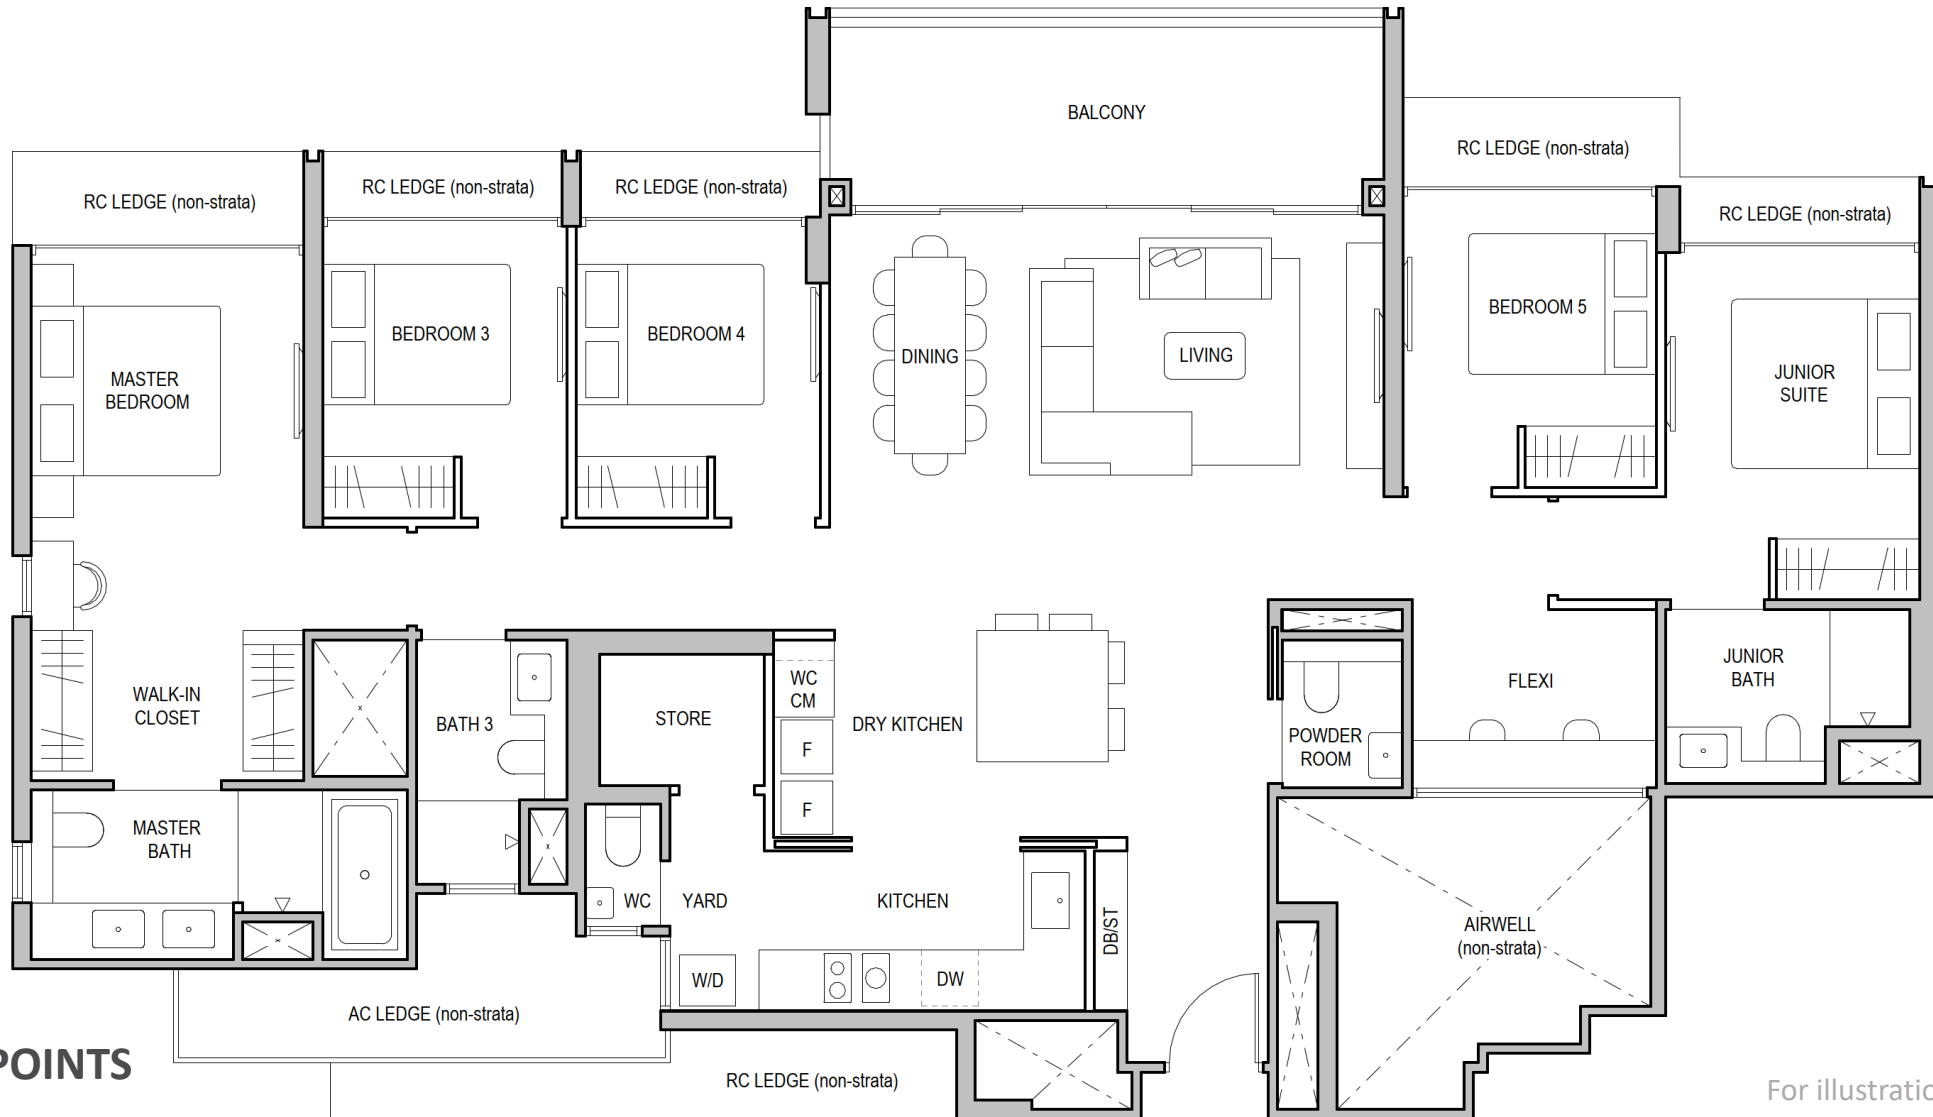 BALCONY
RC LEDGE (non-strata)
RC LEDGE (non-strata)
RC LEDGE (non-strata)
RC LEDGE (non-strata)
RC LEDGE (non-strata)
MASTER
BEDROOM
BEDROOM 3
BEDROOM 4
DINING
LIVING
BEDROOM 5
JUNIOR
SUITE
WALK-IN
CLOSET
BATH 3
STORE
WC
CM
F
F
DRY KITCHEN
POWDER
ROOM
FLEXI
JUNIOR
BATH
MASTER
BATH
WC
YARD
KITCHEN
DB/ST
AIRWELL
(non-strata)
W/D
DW
AC LEDGE (non-strata)
RC LEDGE (non-strata)
POINTS
For illustratio